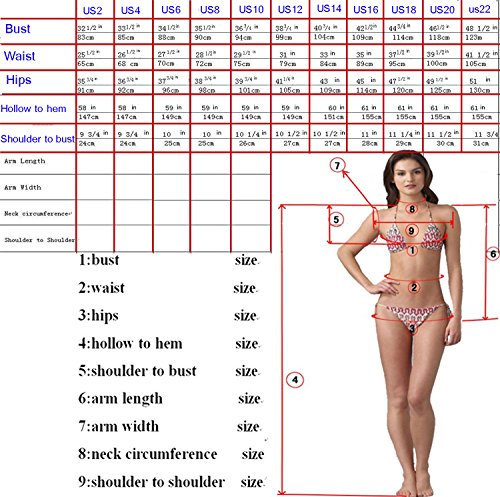 US2 US4 US6 US8 US10 US12 US14 US16 US18 US20 us22
Bust 32 1/2 in 33 1/2 in 34 1/2 in 35 1/2 in 36 3/4 in 38 1/4 in 40 3/4 in 42 1/2 in 44 3/4 in 46 1/2 in 48 1/2 in
83cm 85cm 88cm 90cm 94cm 99cm 104cm 109cm 114cm 118cm 123m
Waist 25 1/2 in 26 1/2 in 27 1/2 in 28 1/2 in 29 1/2 in 31 in 33 in 35 in 37 1/2 in 39 1/2 in 41 1/2 in
65cm 68cm 70cm 72cm 75cm 79cm 84cm 89cm 95cm 100cm 105cm
Hips 35 3/4 in 36 3/4 in 37 3/4 in 38 3/4 in 39 3/4 in 41 1/4 in 43 in 45 in 47 1/2 in 49 1/2 in 51 in
91cm 92cm 96cm 98cm 101cm 105cm 109cm 114cm 120cm 125cm 130cm
Hollow to hem 58 in 58 in 59 in 59 in 59 in 59 in 60 in 61 in 61 in 61 in 61 in
147cm 147cm 149cm 149cm 149cm 149cm 151cm 155cm 155cm 155cm 155cm
Shoulder to bust 9 3/4 in 9 3/4 in 10 in 10 in 10 1/4 in 10 1/2 in 10 1/2 in 11 in 11 1/4 in 11 1/2 in 11 3/4
24cm 24cm 25cm 25cm 26cm 27cm 27cm 28cm 29cm 30cm 31cm
Arm Length
Arm Width
Neck circumference
Shoulder to Shoulder
1:bust size
2:waist size
3:hips size
4:hollow to hem size
5:shoulder to bust size
6:arm length size
7:arm width size
8:neck circumference size
9:shoulder to shoulder size
7
8
5
9
1
6
2
3
4